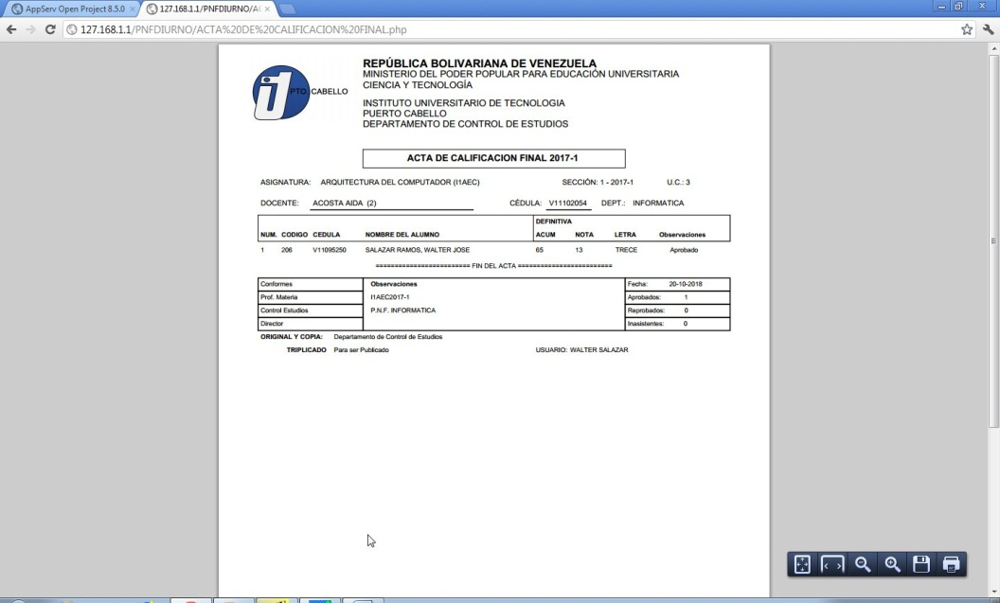 AppServ Open Project 8.5.0
127.168.1.1/PNFDIURNO/AC
127.168.1.1/PNFDIURNO/ACTA%20DE%20CALIFICACION%20FINAL.php
REPÚBLICA BOLIVARIANA DE VENEZUELA
MINISTERIO DEL PODER POPULAR PARA EDUCACIÓN UNIVERSITARIA
CIENCIA Y TECNOLOGÍA
PTO. CABELLO
INSTITUTO UNIVERSITARIO DE TECNOLOGIA
PUERTO CABELLO
DEPARTAMENTO DE CONTROL DE ESTUDIOS
ACTA DE CALIFICACION FINAL 2017-1
ASIGNATURA: ARQUITECTURA DEL COMPUTADOR (I1AEC) SECCIÓN: 1 - 2017-1 U.C.: 3
DOCENTE: ACOSTA AIDA (2) CÉDULA: V11102054 DEPT.: INFORMATICA
DEFINITIVA
NUM. CODIGO CEDULA NOMBRE DEL ALUMNO ACUM NOTA LETRA Observaciones
1 206 V11095250 SALAZAR RAMOS, WALTER JOSE 65 13 TRECE Aprobado
========================= FIN DEL ACTA =========================
Conformes Observaciones Fecha: 20-10-2018
Prof. Materia I1AEC2017-1 Aprobados: 1
Control Estudios P.N.F. INFORMATICA Reprobados: 0
Director Inasistentes: 0
ORIGINAL Y COPIA: Departamento de Control de Estudios
TRIPLICADO Para ser Publicado USUARIO: WALTER SALAZAR